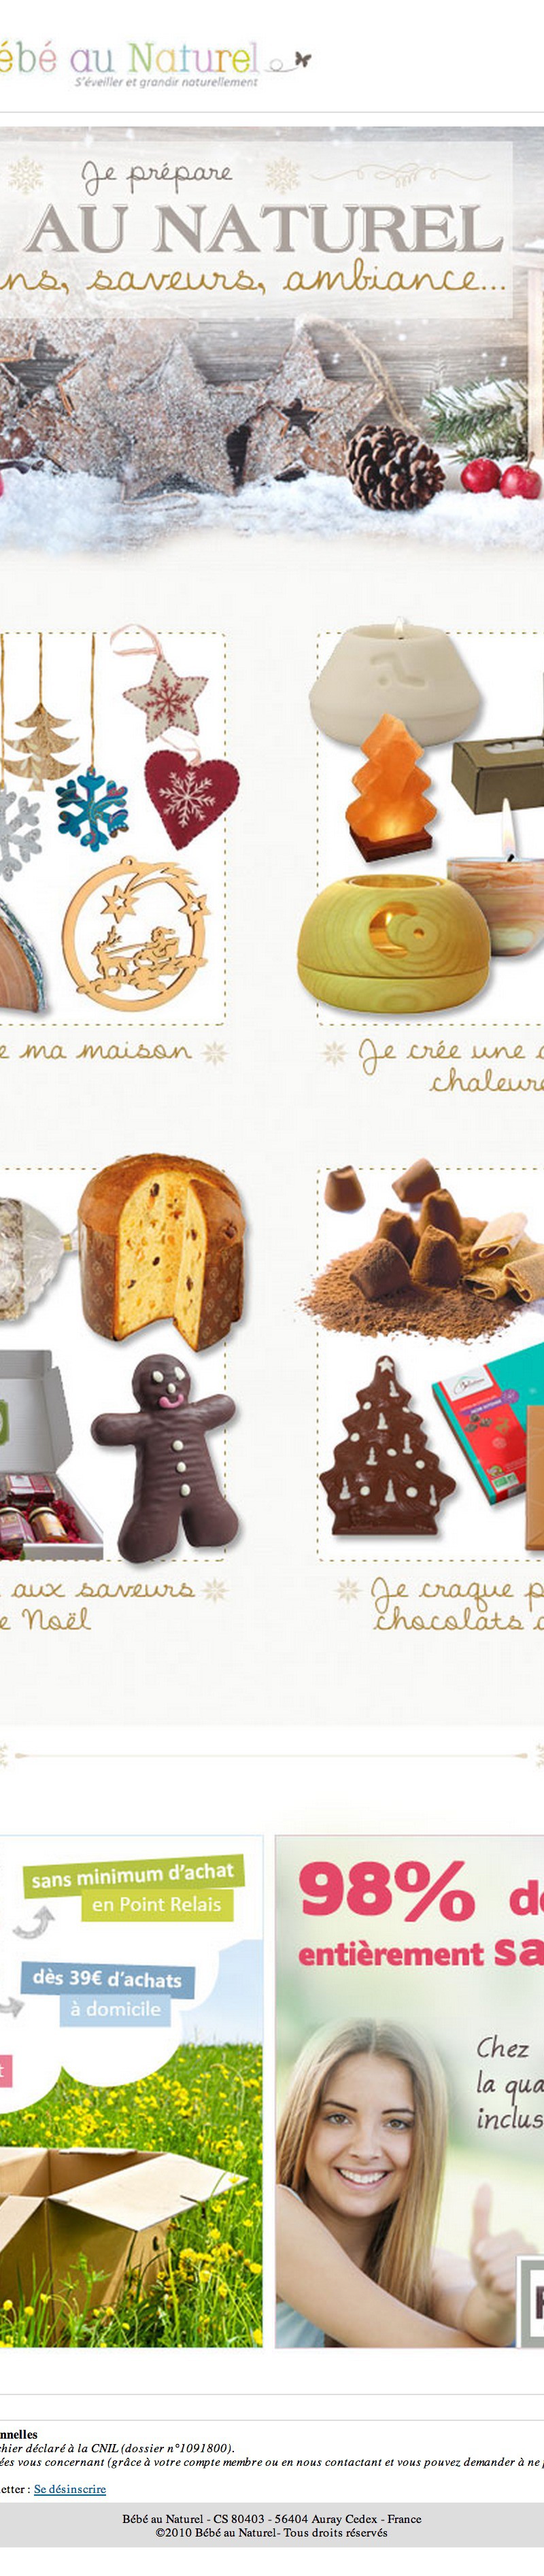 ébé au Naturel
S'éveiller et grandir naturellement
Je prépare
AU NATUREL
ns, saveurs, ambiance...
e ma maison
Je crée une
chaleur
aux saveurs
e Noël
Je craque p
chocolats
sans minimum d'achat
en Point Relais
dès 39€ d'achats
à domicile
t
98% d
entièrement sa
Chez
la qua
inclus
nnelles
hier déclaré à la CNIL (dossier n°1091800).
ées vous concernant (grâce à votre compte membre ou en nous contactant et vous pouvez demander à ne
etter : Se désinscrire
Bébé au Naturel - CS 80403 - 56404 Auray Cedex - France
©2010 Bébé au Naturel- Tous droits réservés